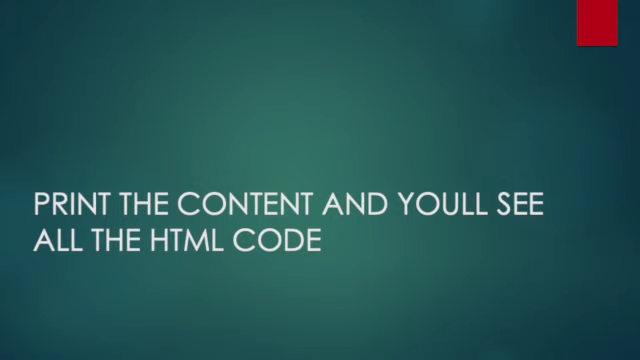 PRINT THE CONTENT AND YOULL SEE
ALL THE HTML CODE